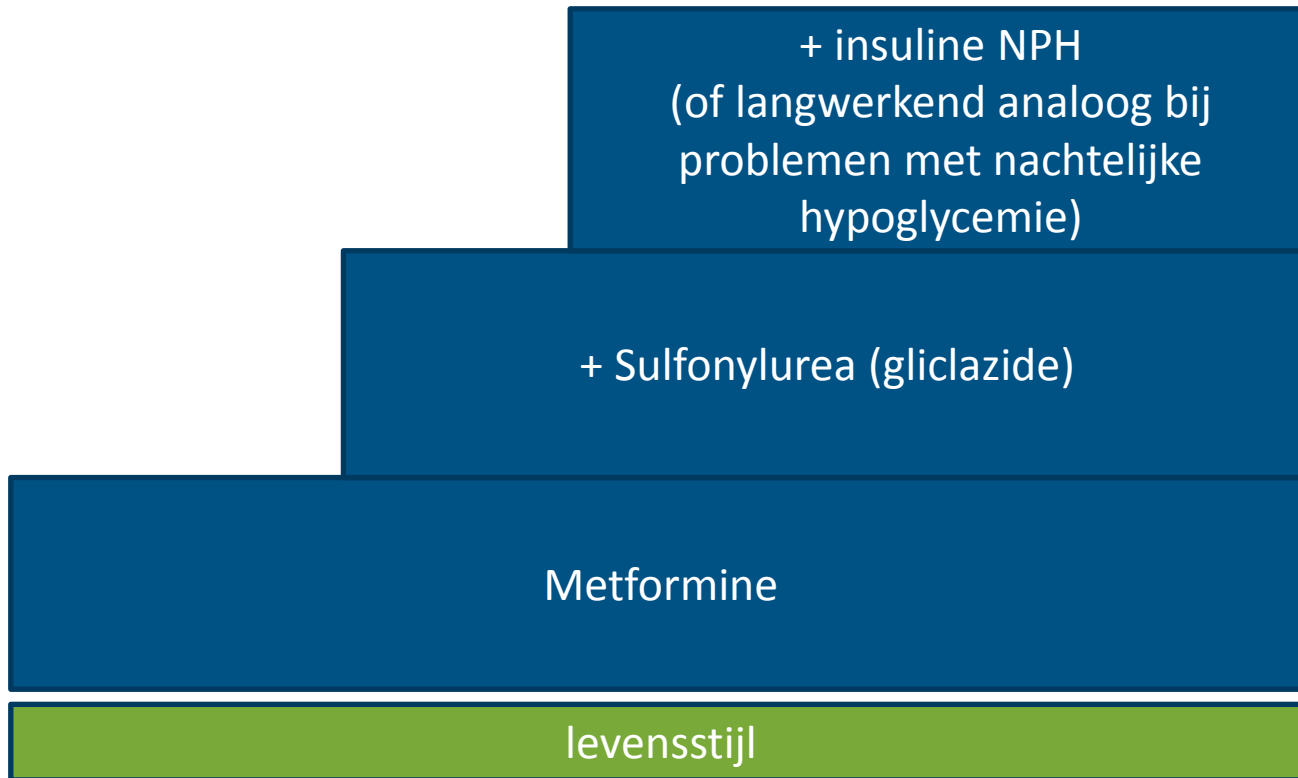 + insuline NPH
(of langwerkend analoog bij
problemen met nachtelijke
hypoglycemie)
+ Sulfonylurea (gliclazide)
Metformine
levensstijl